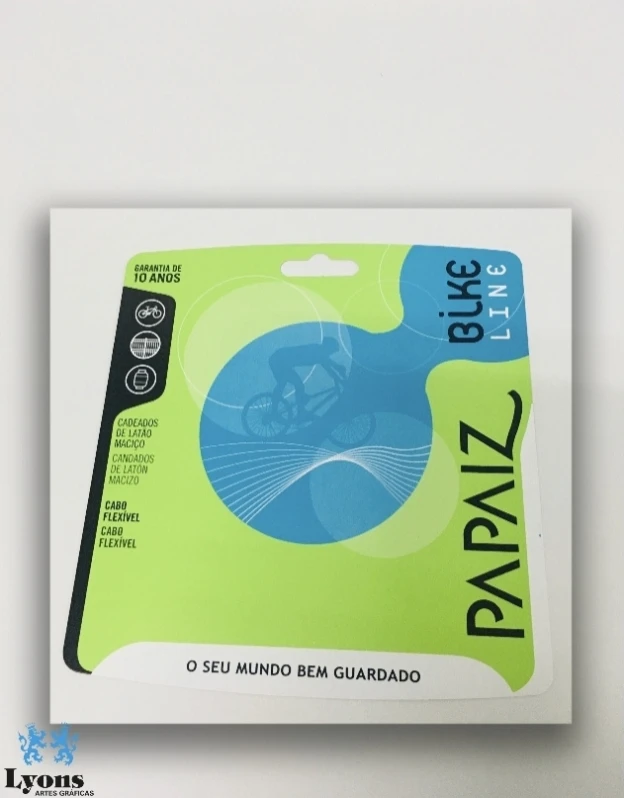 GARANTIA DE
10 ANOS
BIKE
LINE
CADEADOS
DE LATÃO
MACIÇO
CANDADOS
DE LATÓN
MACIZO
CABO
FLEXÍVEL
CABO
FLEXÍVEL
PAPAIZ
O SEU MUNDO BEM GUARDADO
Lyons
ARTES GRÁFICAS